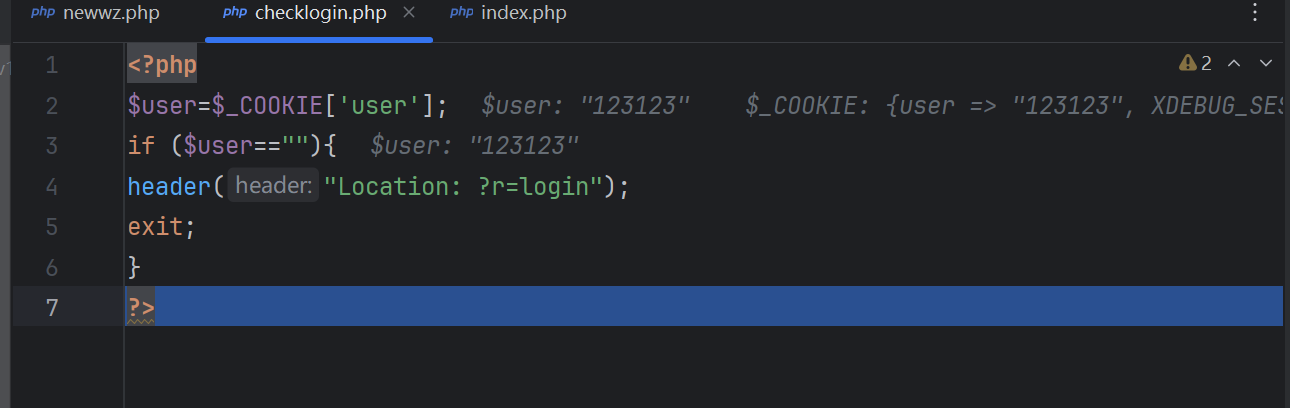 php newwz.php php checklogin.php × php index.php
1 <?php 2
2 $user=$_COOKIE['user']; $user: "123123" $_COOKIE: {user => "123123", XDEBUG_SES
3 if ($user==""){ $user: "123123"
4 header( header: "Location: ?r=login");
5 exit;
6 }
7 ?>